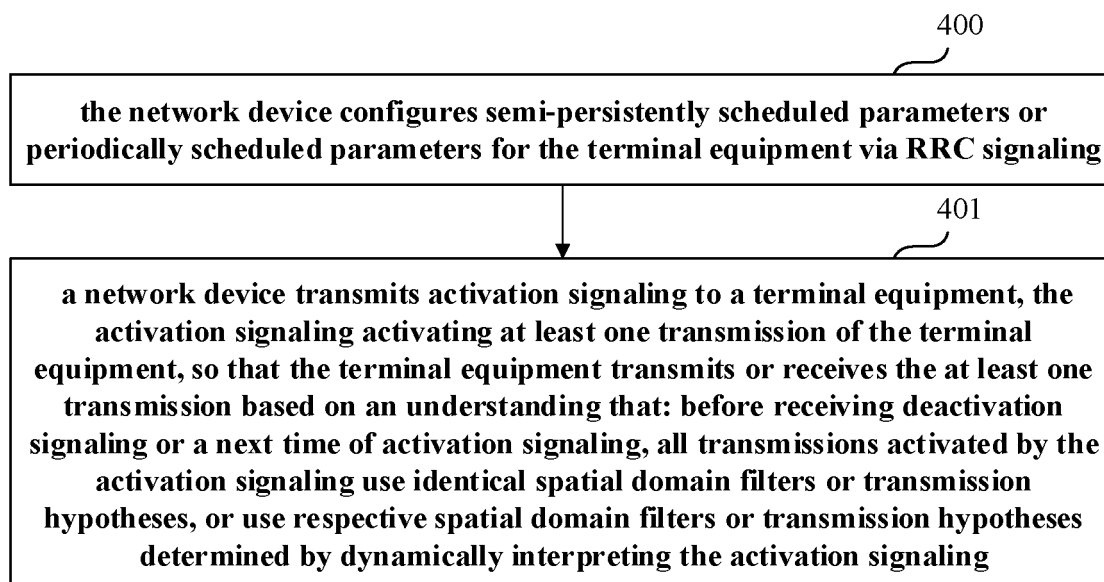 400
the network device configures semi-persistently scheduled parameters or
periodically scheduled parameters for the terminal equipment via RRC signaling
401
a network device transmits activation signaling to a terminal equipment, the
activation signaling activating at least one transmission of the terminal
equipment, so that the terminal equipment transmits or receives the at least one
transmission based on an understanding that: before receiving deactivation
signaling or a next time of activation signaling, all transmissions activated by the
activation signaling use identical spatial domain filters or transmission
hypotheses, or use respective spatial domain filters or transmission hypotheses
determined by dynamically interpreting the activation signaling